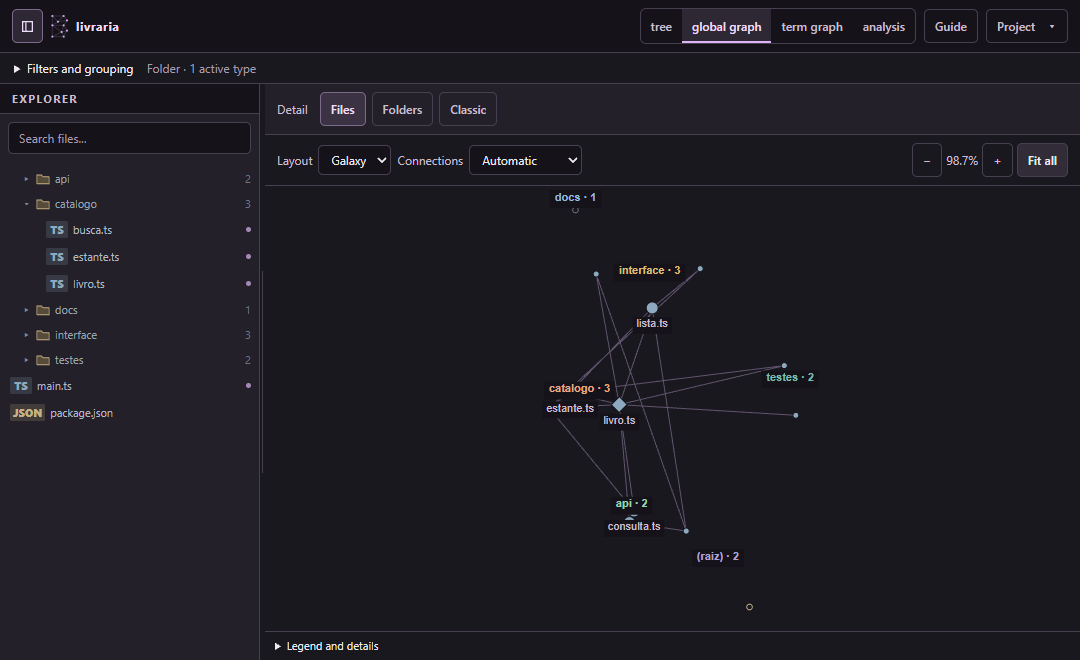 livraria
tree global graph term graph analysis Guide Project
Filters and grouping Folder · 1 active type
EXPLORER
Detail Files Folders Classic
Search files...
Layout Galaxy Connections Automatic − 98.7% + Fit all
api 2
catalogo 3
TS busca.ts
TS estante.ts
TS livro.ts
docs 1
interface 3
testes 2
TS main.ts
JSON package.json
docs · 1
interface · 3
lista.ts
testes · 2
catalogo · 3
estante.ts
livro.ts
api · 2
consulta.ts
(raiz) · 2
Legend and details